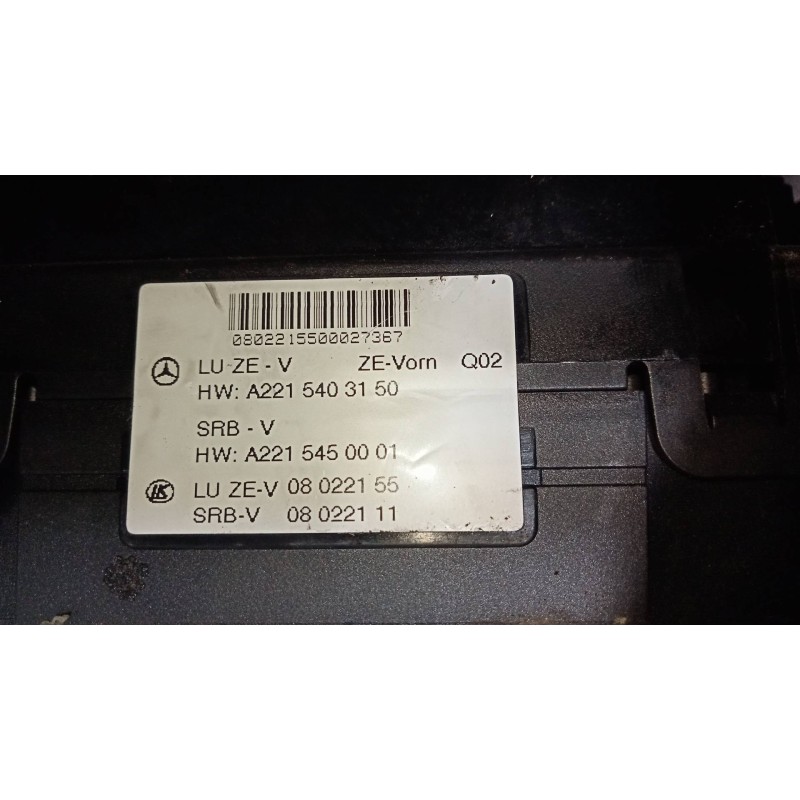 0802215500027367
LU-ZE-V ZE-Vorn Q02
HW: A221 540 31 50
SRB - V
HW: A221 545 00 01
LK LU ZE-V 08 0221 55
SRB-V 08 0221 11